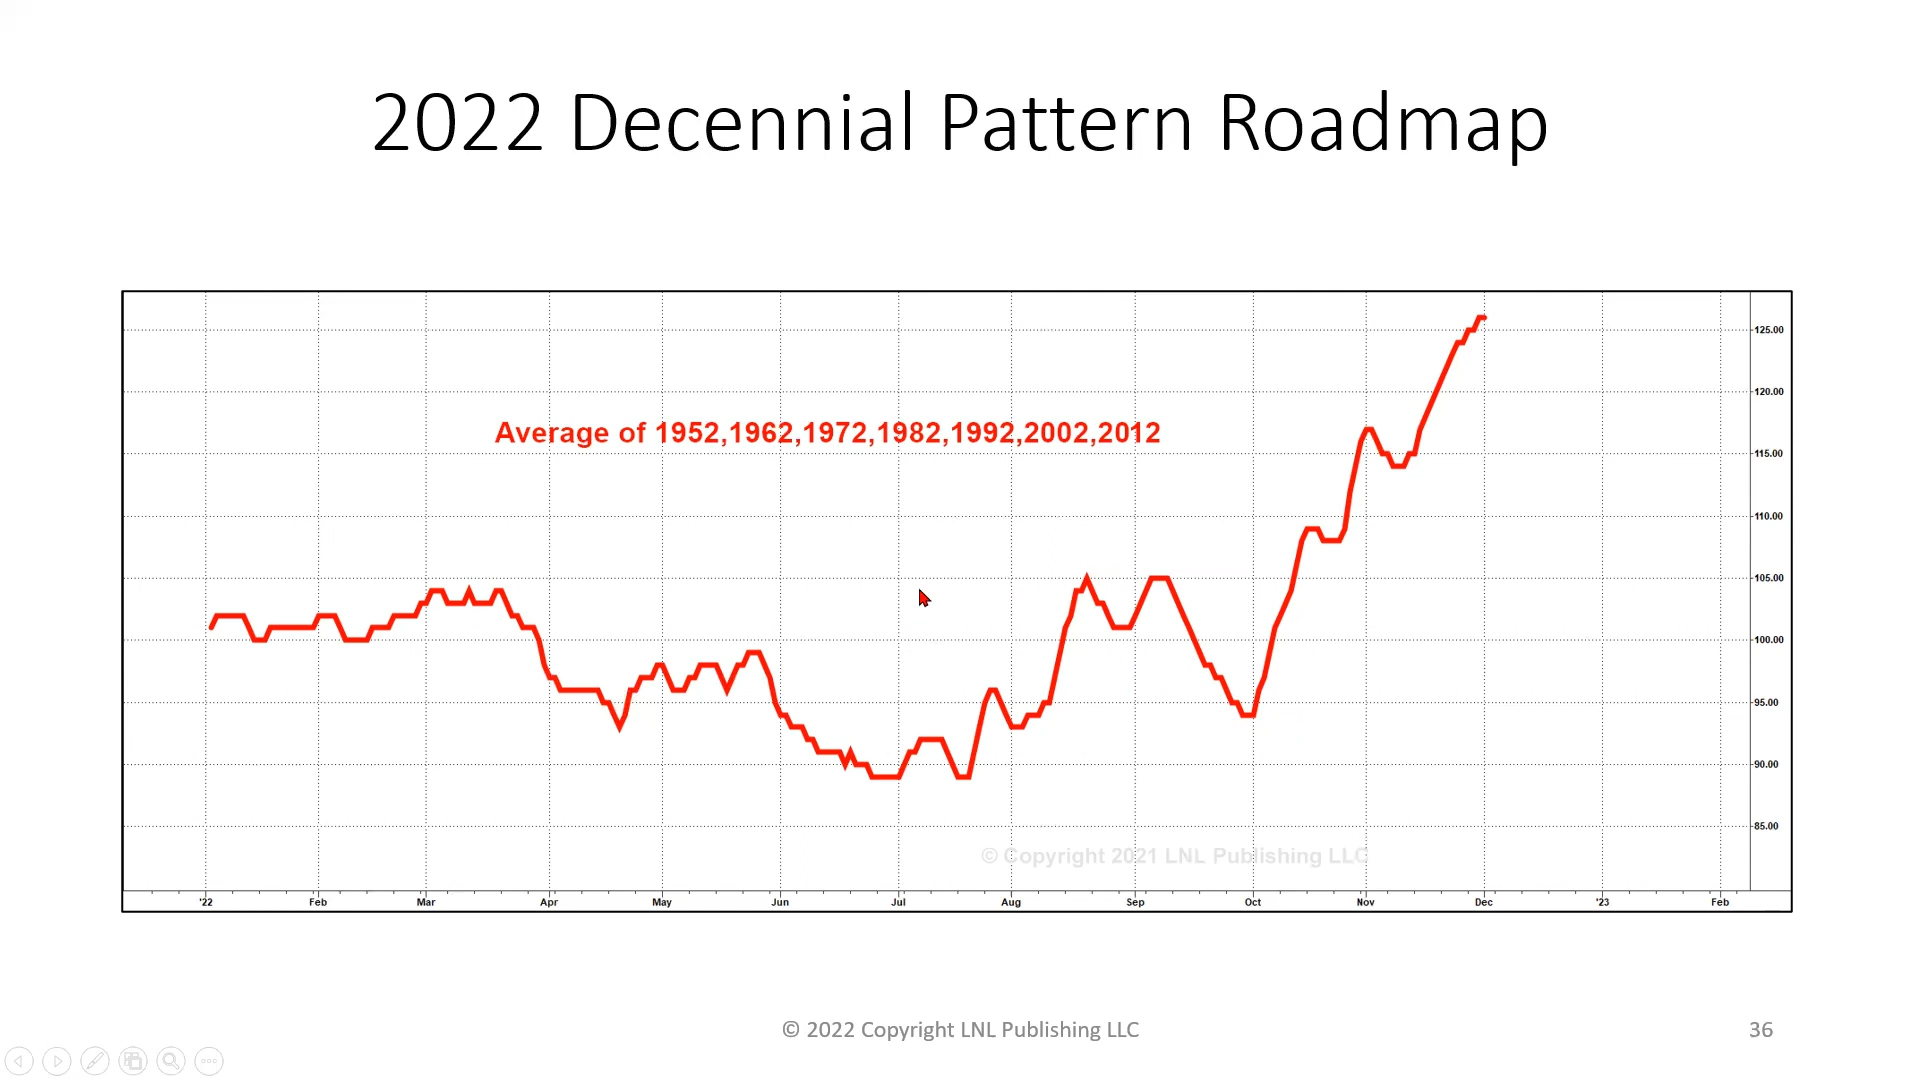 2022 Decennial Pattern Roadmap
125.00
120.00
Average of 1952,1962,1972,1982,1992,2002,2012
115.00
110.00
105.00
100.00
95.00
90.00
85.00
© Copyright 2021 LNL Publishing LLC
'22 Feb Mar Apr May Jun Jul Aug Sep Oct Nov Dec '23 Feb
© 2022 Copyright LNL Publishing LLC
36